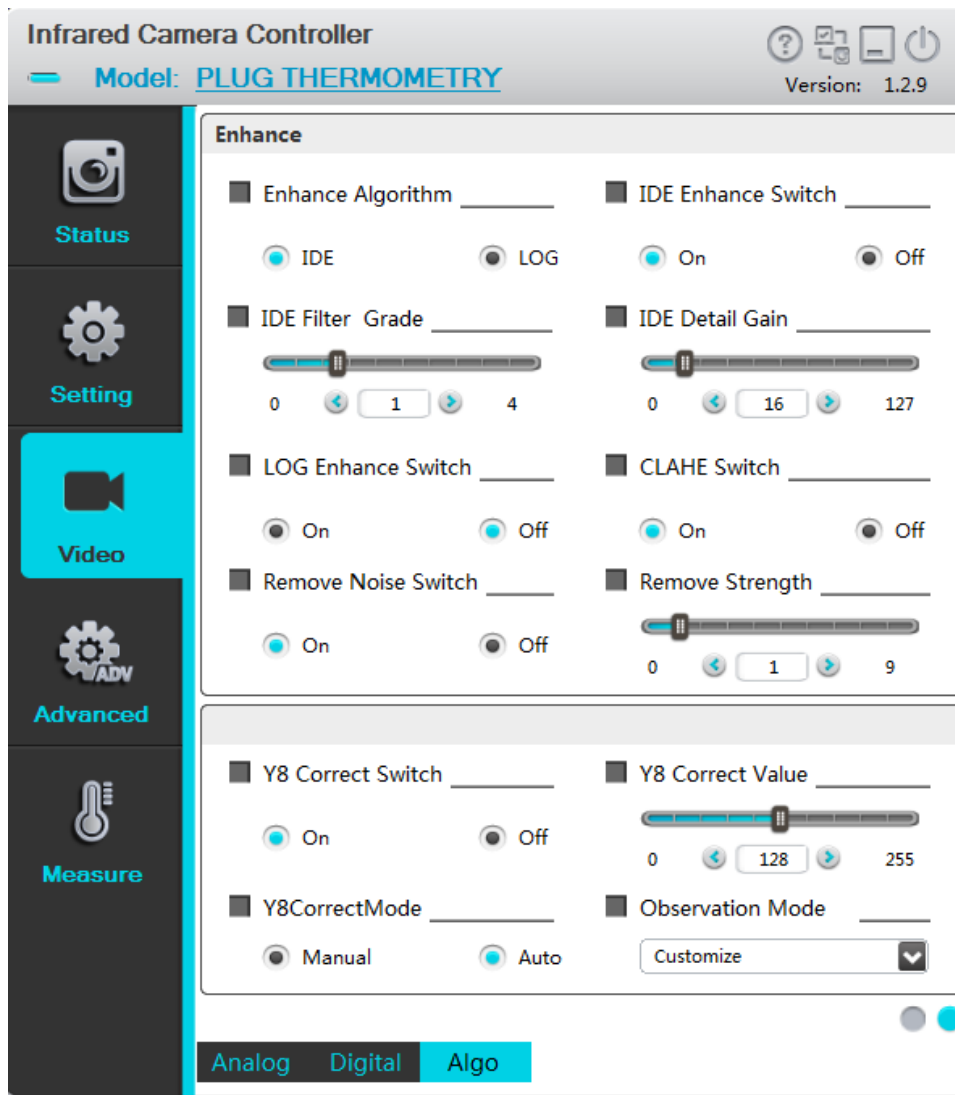 Infrared Camera Controller
Model: PLUG THERMOMETRY
Version: 1.2.9
Status
Setting
Video
ADV
Advanced
Measure
Enhance
Enhance Algorithm
IDE LOG
IDE Enhance Switch
On Off
IDE Filter Grade
0 1 4
IDE Detail Gain
0 16 127
LOG Enhance Switch
On Off
CLAHE Switch
On Off
Remove Noise Switch
On Off
Remove Strength
0 1 9
Y8 Correct Switch
On Off
Y8 Correct Value
0 128 255
Y8CorrectMode
Manual Auto
Observation Mode
Customize
Analog Digital Algo